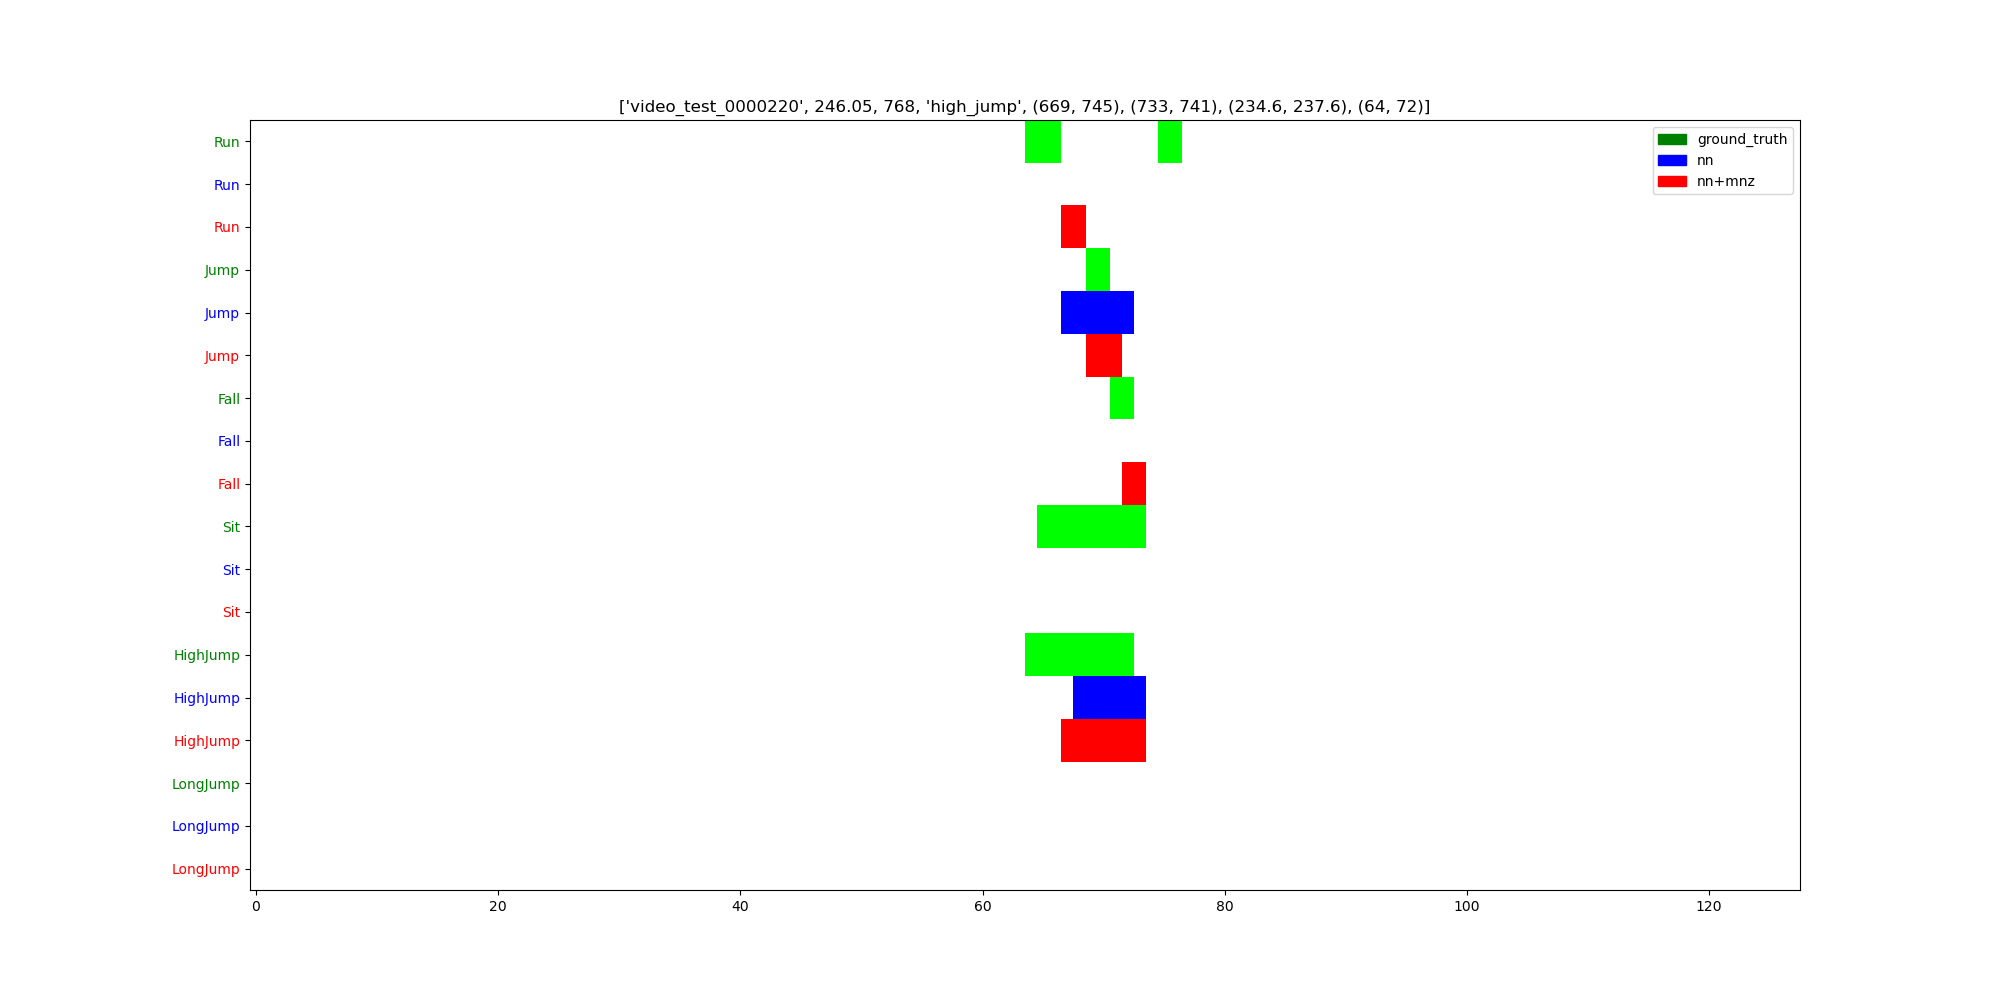 ['video_test_0000220', 246.05, 768, 'high_jump', (669, 745), (733, 741), (234.6, 237.6), (64, 72)]
ground_truth
nn
nn+mnz
Run
Run
Run
Jump
Jump
Jump
Fall
Fall
Fall
Sit
Sit
Sit
HighJump
HighJump
HighJump
LongJump
LongJump
LongJump
0 20 40 60 80 100 120